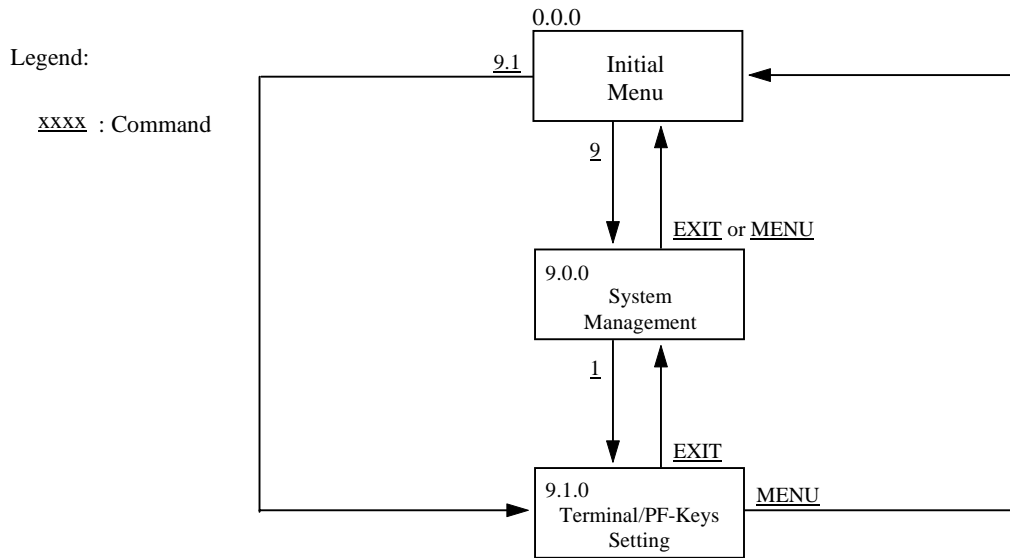 0.0.0
Legend:
9.1
Initial
Menu
xxxx : Command
9
EXIT or MENU
9.0.0
System
Management
1
EXIT
9.1.0
Terminal/PF-Keys
Setting
MENU